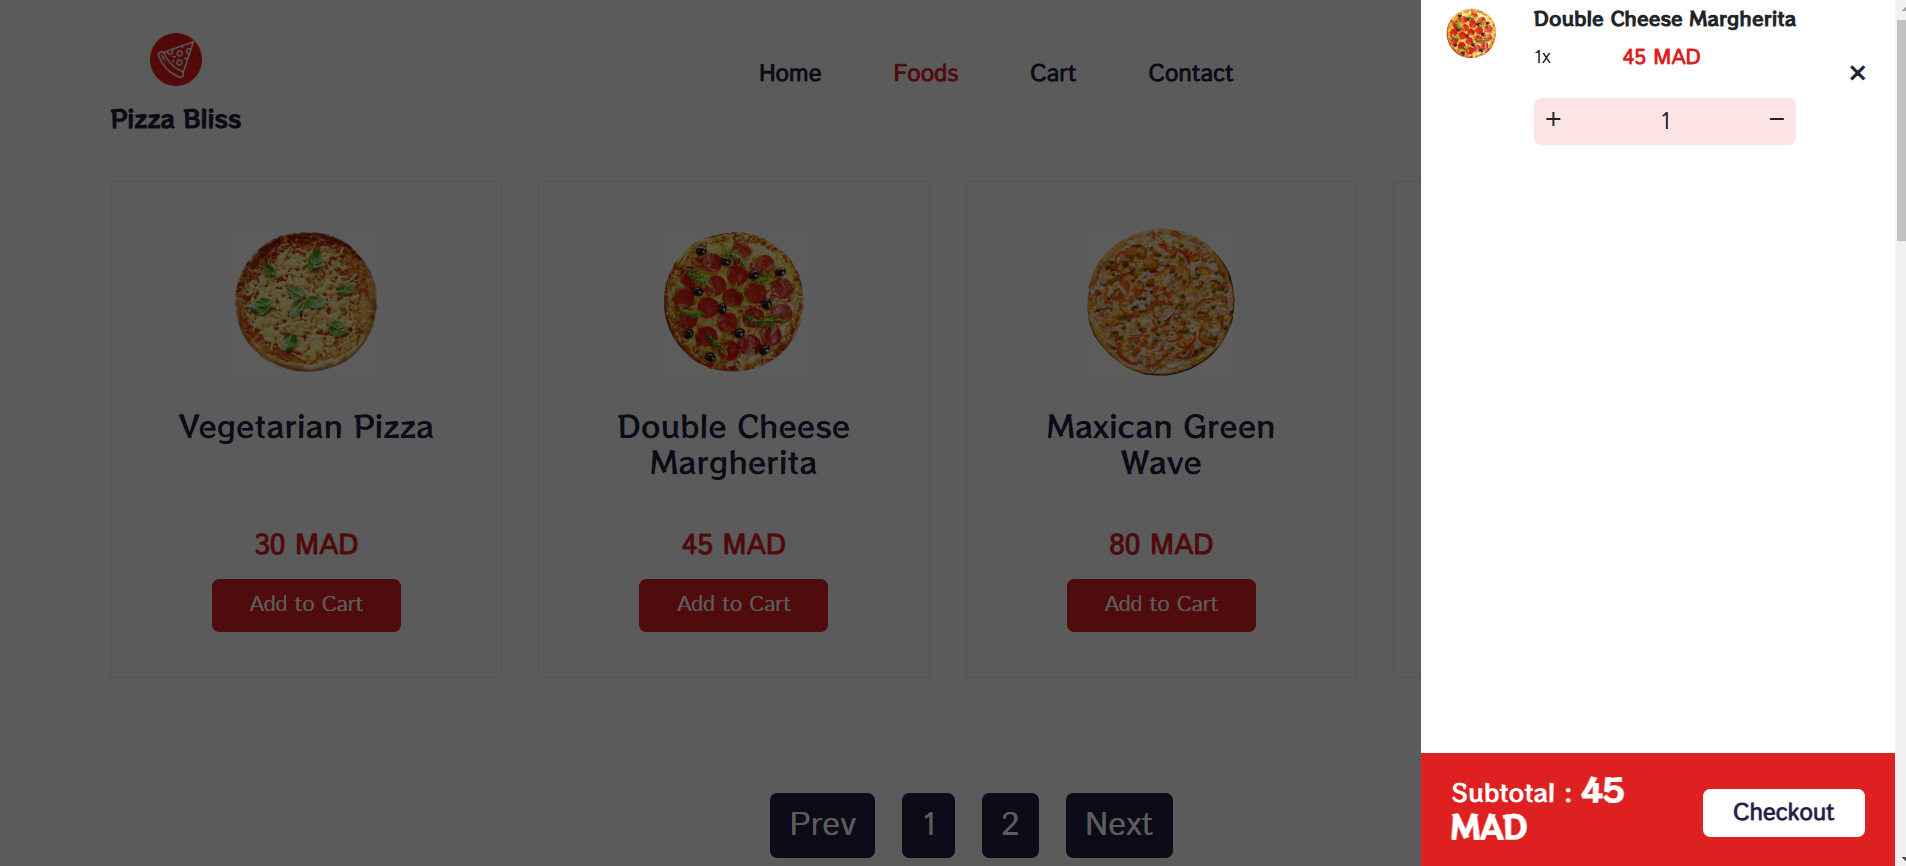 Pizza Bliss
Home Foods Cart Contact
Vegetarian Pizza
30 MAD
Add to Cart
Double Cheese
Margherita
45 MAD
Add to Cart
Maxican Green
Wave
80 MAD
Add to Cart
Prev 1 2 Next
Double Cheese Margherita
1x 45 MAD
×
+ 1 −
Subtotal : 45
MAD
Checkout